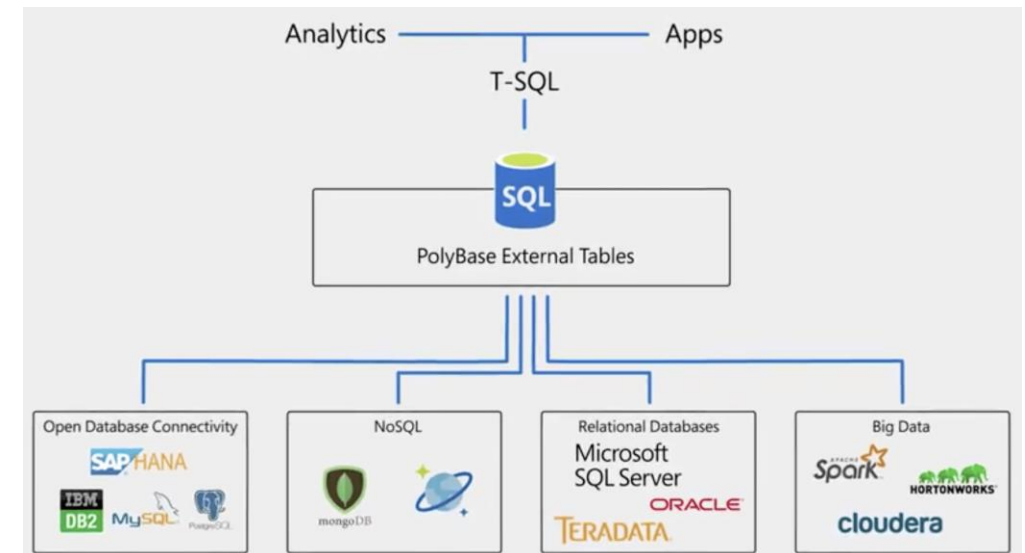 Analytics
Apps
T-SQL
SQL
PolyBase External Tables
Open Database Connectivity
SAP HANA
IBM
DB2
MySQL
PostgreSQL
NoSQL
mongoDB
Relational Databases
Microsoft
SQL Server
ORACLE
TERADATA
Big Data
APACHE
Spark
HORTONWORKS
cloudera